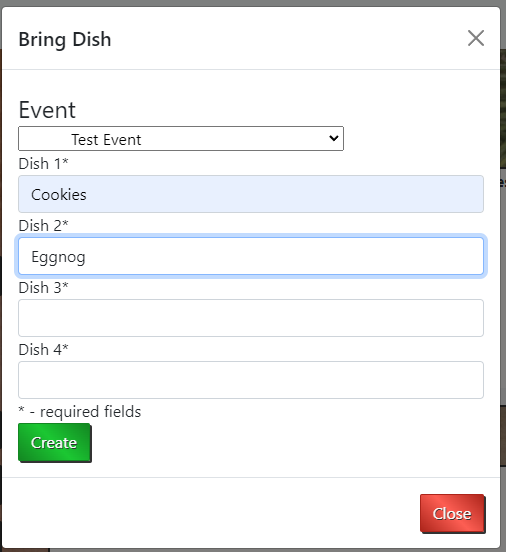 Bring Dish
Event
Test Event
Dish 1*
Cookies
Dish 2*
Eggnog
Dish 3*
Dish 4*
* - required fields
Create
Close